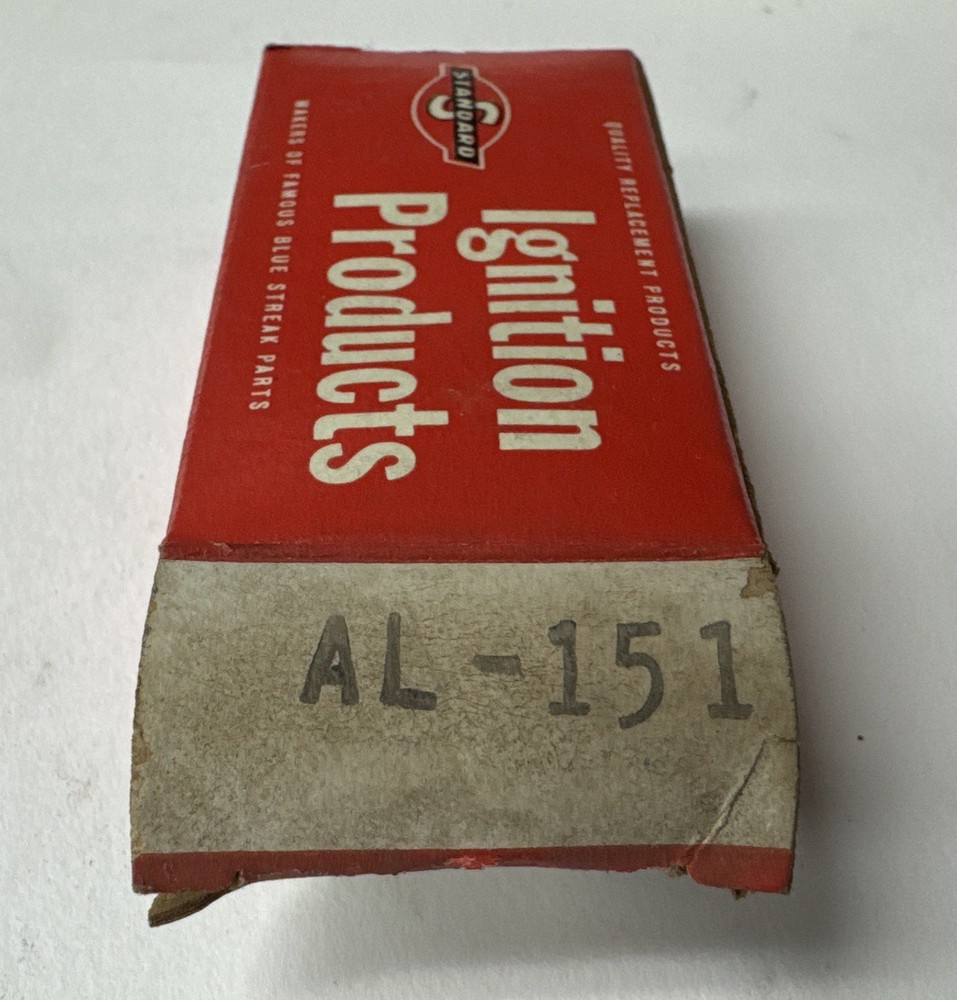 QUALITY REPLACEMENT PRODUCTS
STANDARD
S
Ignition
Products
MAKERS OF FAMOUS BLUE STREAK PARTS
AL-151